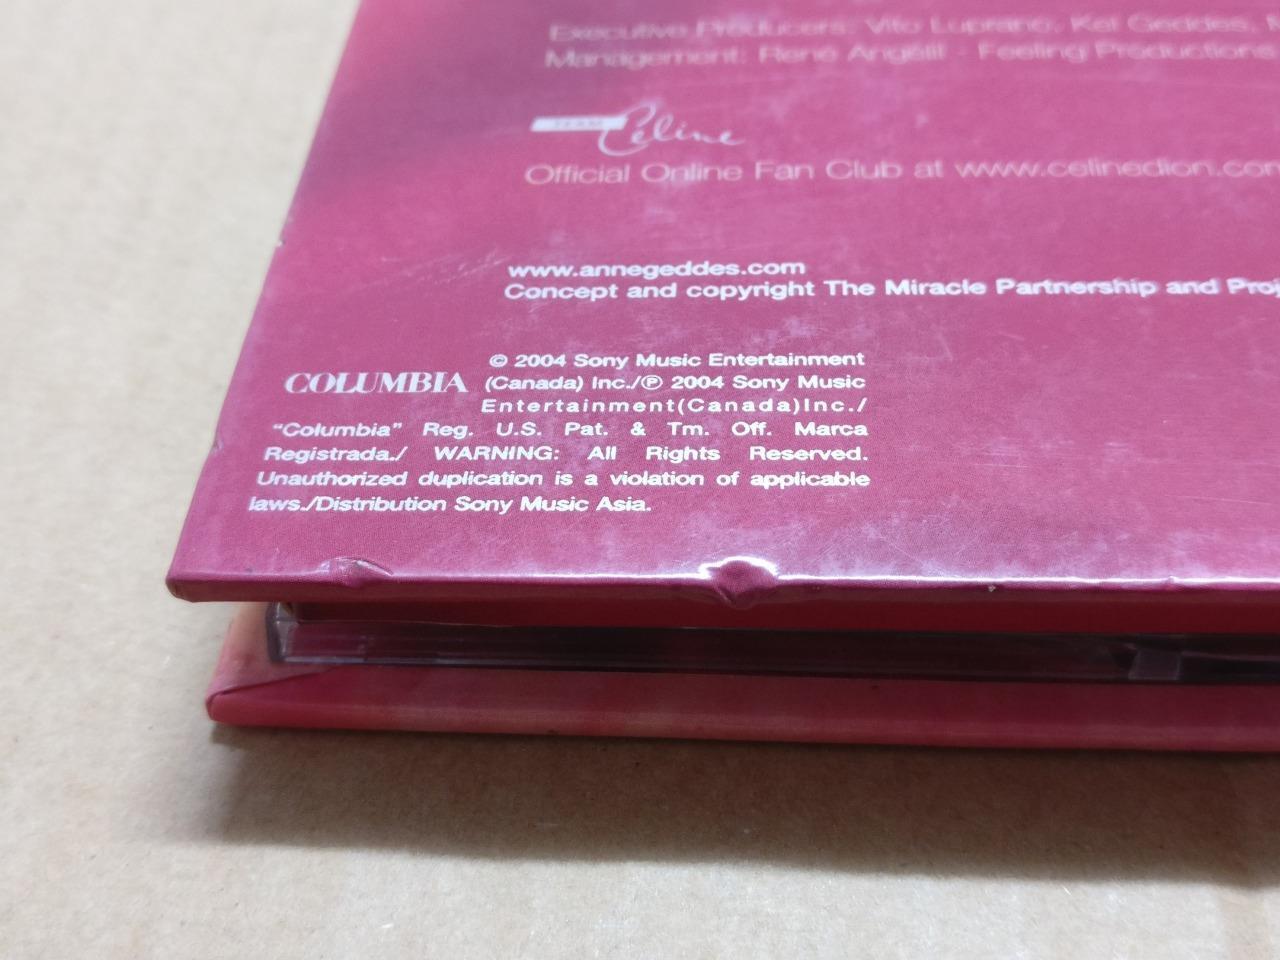 Executive Producers: Vito Luprano, Kel Geddes,
Management: René Angélil - Feeling Productions
TEAM Céline
Official Online Fan Club at www.celinedion.com
www.annegeddes.com
Concept and copyright The Miracle Partnership and Proj
© 2004 Sony Music Entertainment
COLUMBIA (Canada) Inc./℗ 2004 Sony Music
Entertainment(Canada)Inc./
"Columbia" Reg. U.S. Pat. & Tm. Off. Marca
Registrada./ WARNING: All Rights Reserved.
Unauthorized duplication is a violation of applicable
laws./Distribution Sony Music Asia.